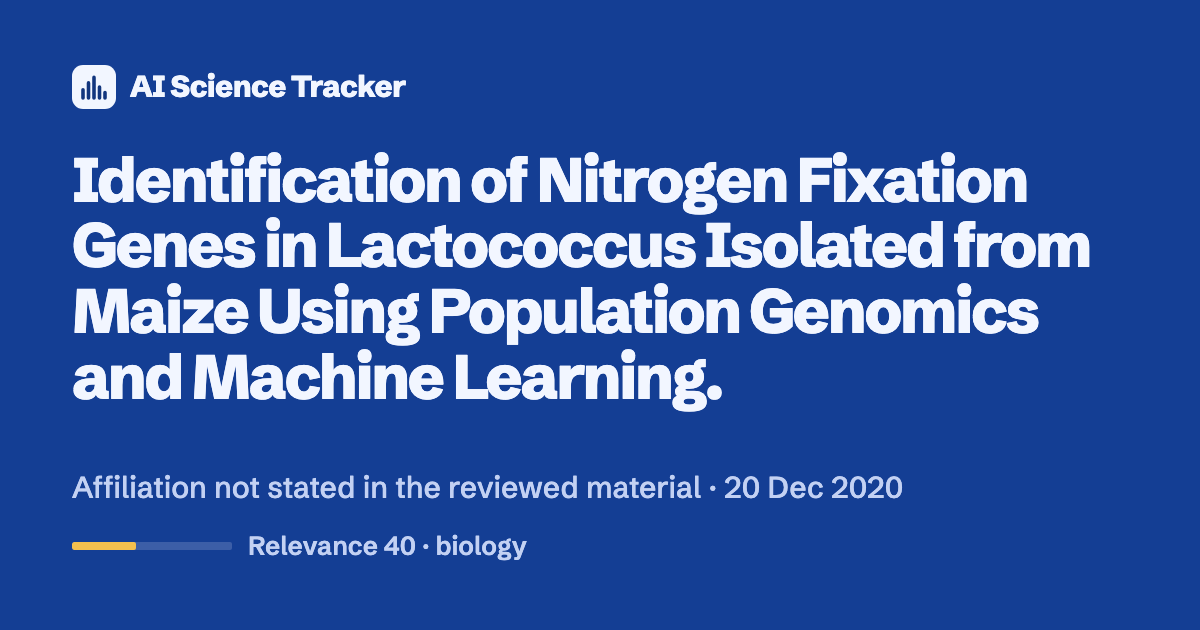 AI Science Tracker
Identification of Nitrogen Fixation
Genes in Lactococcus Isolated from
Maize Using Population Genomics
and Machine Learning.
Affiliation not stated in the reviewed material · 20 Dec 2020
Relevance 40 · biology